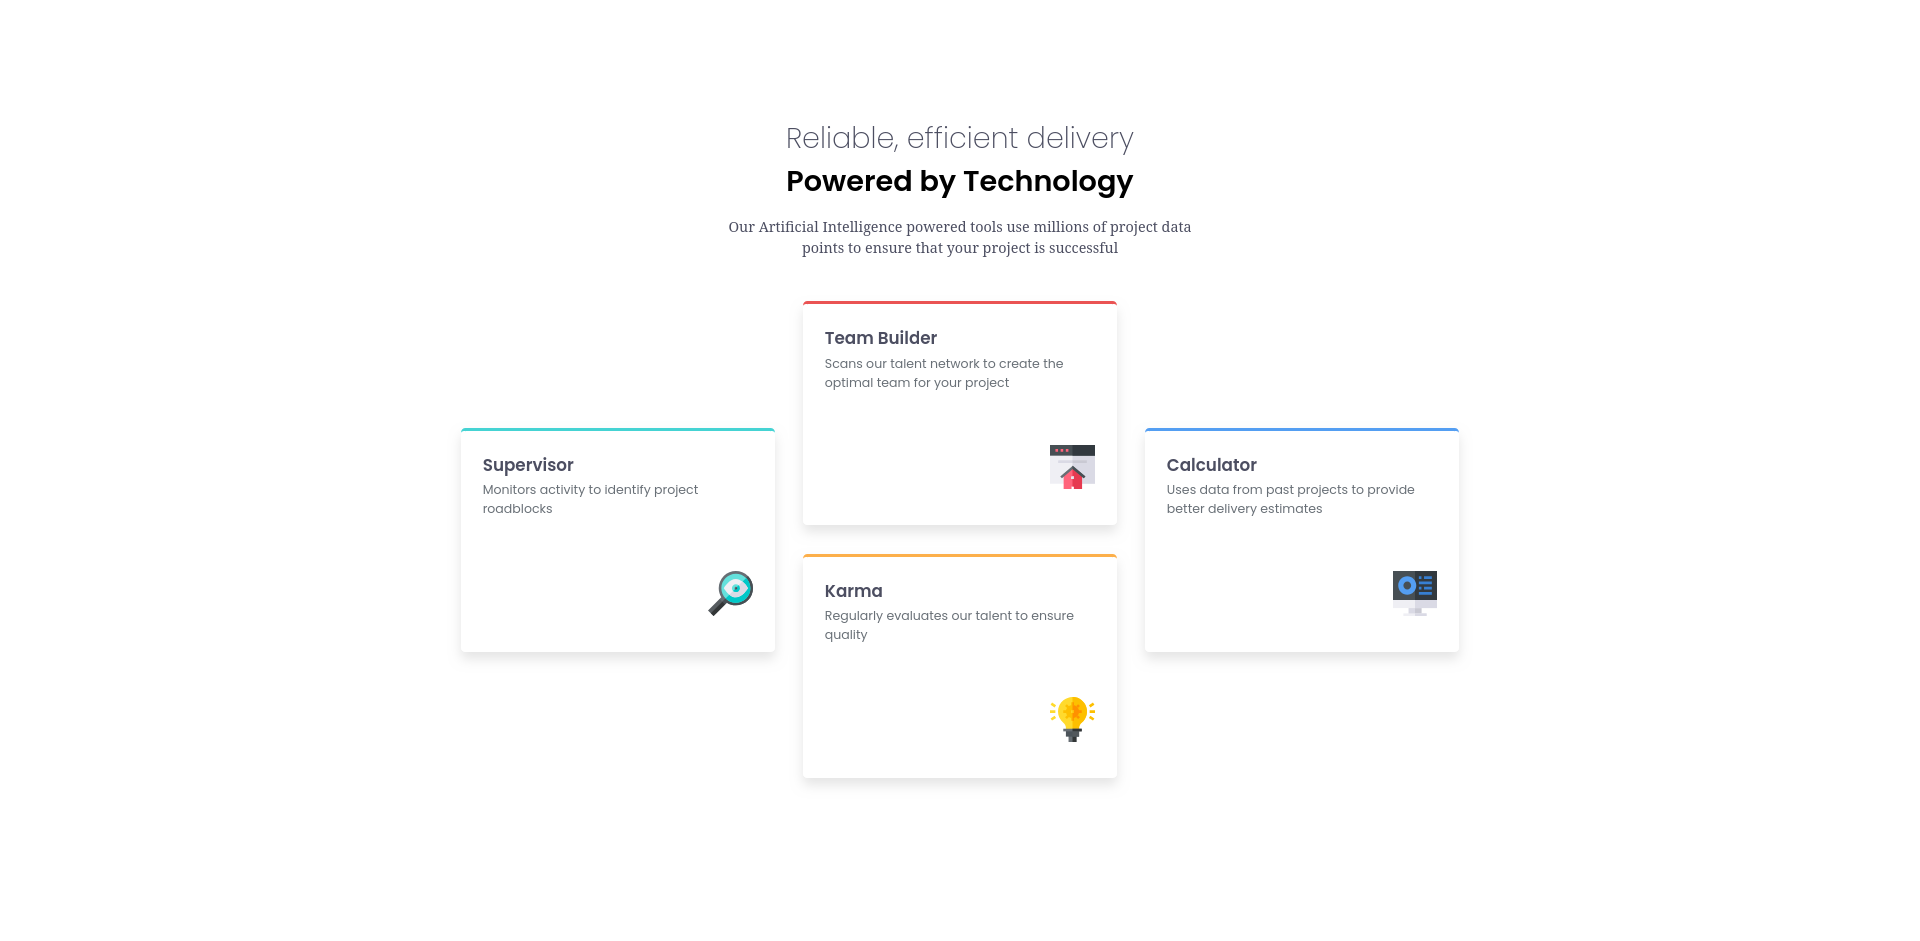 Reliable, efficient delivery
Powered by Technology
Our Artificial Intelligence powered tools use millions of project data
points to ensure that your project is successful
Team Builder
Scans our talent network to create the
optimal team for your project
Supervisor
Monitors activity to identify project
roadblocks
Calculator
Uses data from past projects to provide
better delivery estimates
Karma
Regularly evaluates our talent to ensure
quality